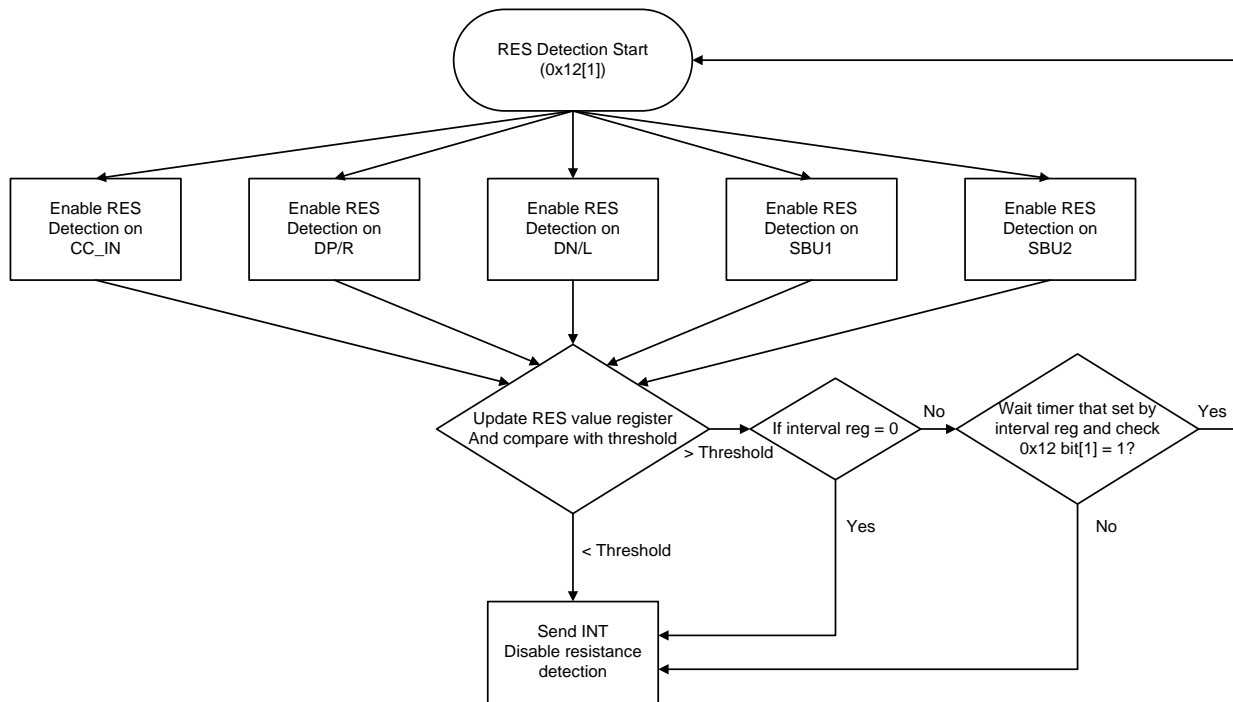 RES Detection Start
(0x12[1])
Enable RES
Detection on
CC_IN
Enable RES
Detection on
DP/R
Enable RES
Detection on
DN/L
Enable RES
Detection on
SBU1
Enable RES
Detection on
SBU2
Update RES value register
And compare with threshold
> Threshold
If interval reg = 0
No
Wait timer that set by
interval reg and check
0x12 bit[1] = 1?
Yes
< Threshold
Yes
No
Send INT
Disable resistance
detection